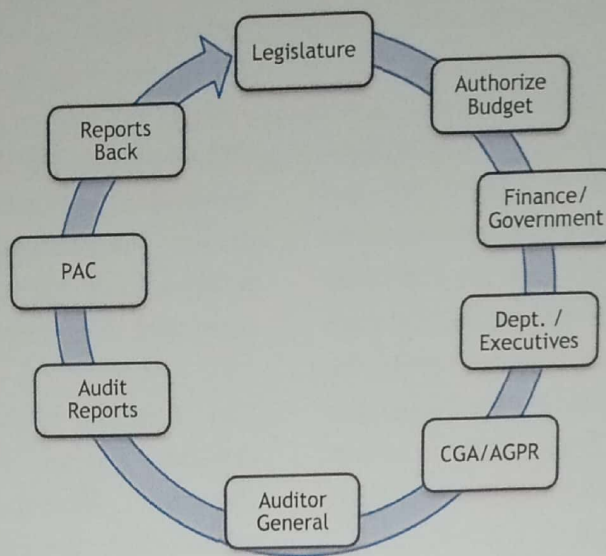 Legislature
Authorize
Budget
Finance/
Government
Dept. /
Executives
CGA/AGPR
Auditor
General
Audit
Reports
PAC
Reports
Back